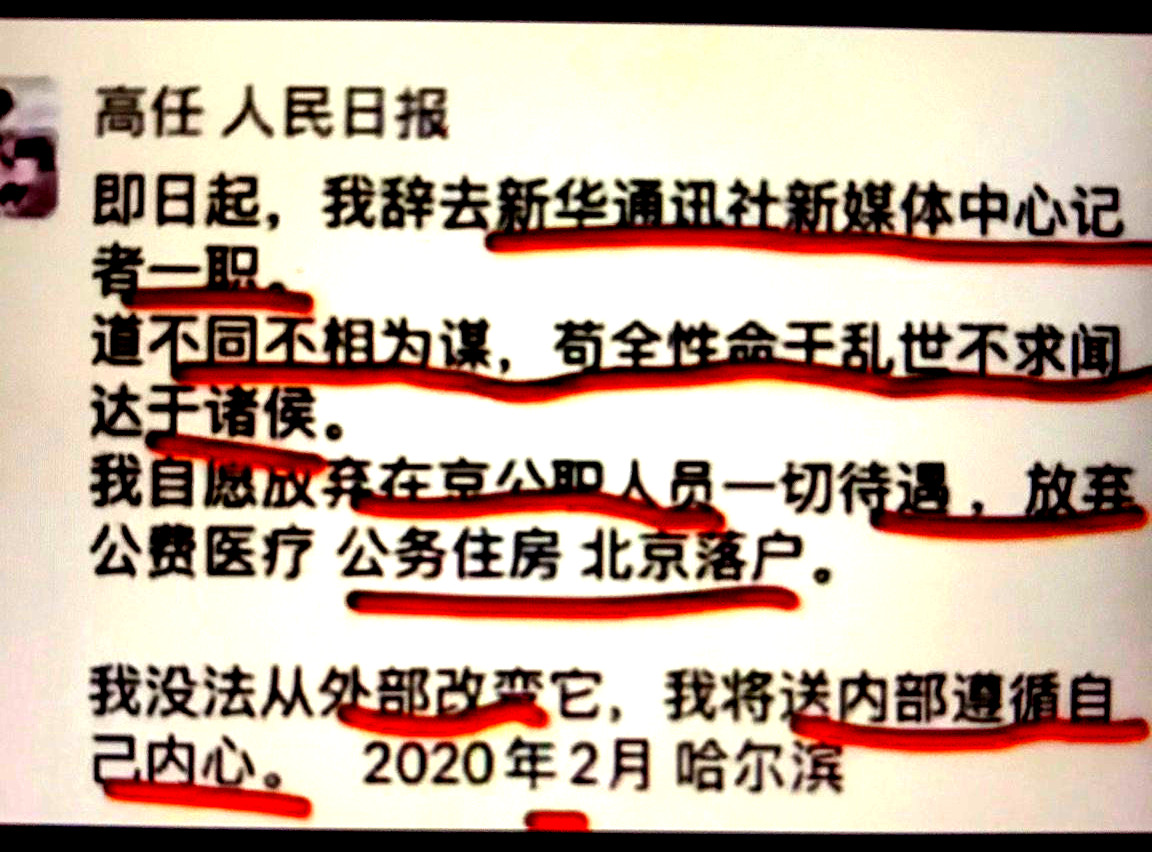 高任 人民日报
即日起，我辞去新华通讯社新媒体中心记
者一职。
道不同不相为谋，苟全性命于乱世不求闻
达于诸侯。
我自愿放弃在京公职人员一切待遇，放弃
公费医疗 公务住房 北京落户。
我没法从外部改变它，我将送内部遵循自
己内心。 2020年2月 哈尔滨